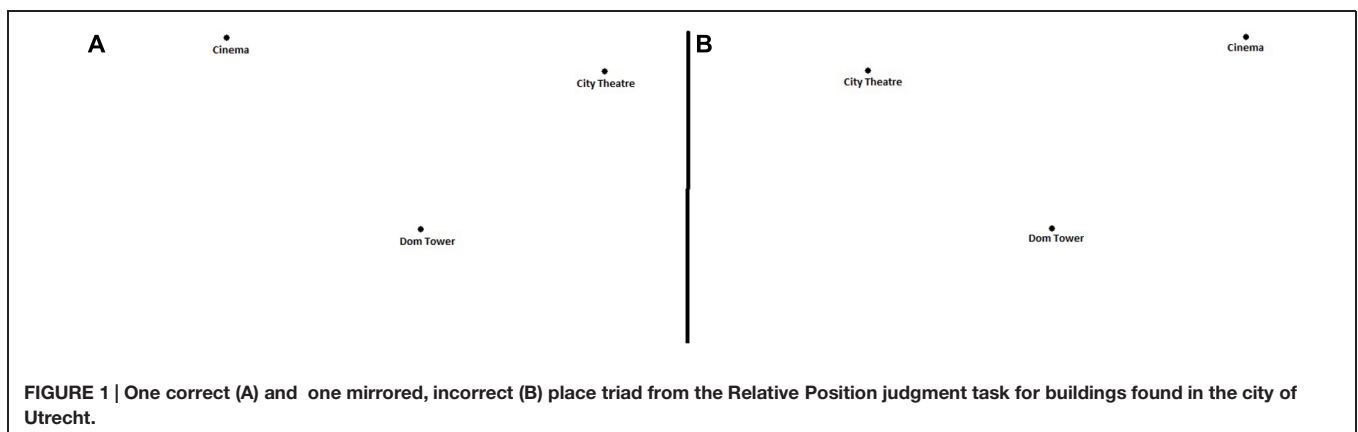 A
Cinema
City Theatre
Dom Tower
B
Cinema
City Theatre
Dom Tower
FIGURE 1 | One correct (A) and one mirrored, incorrect (B) place triad from the Relative Position judgment task for buildings found in the city of
Utrecht.